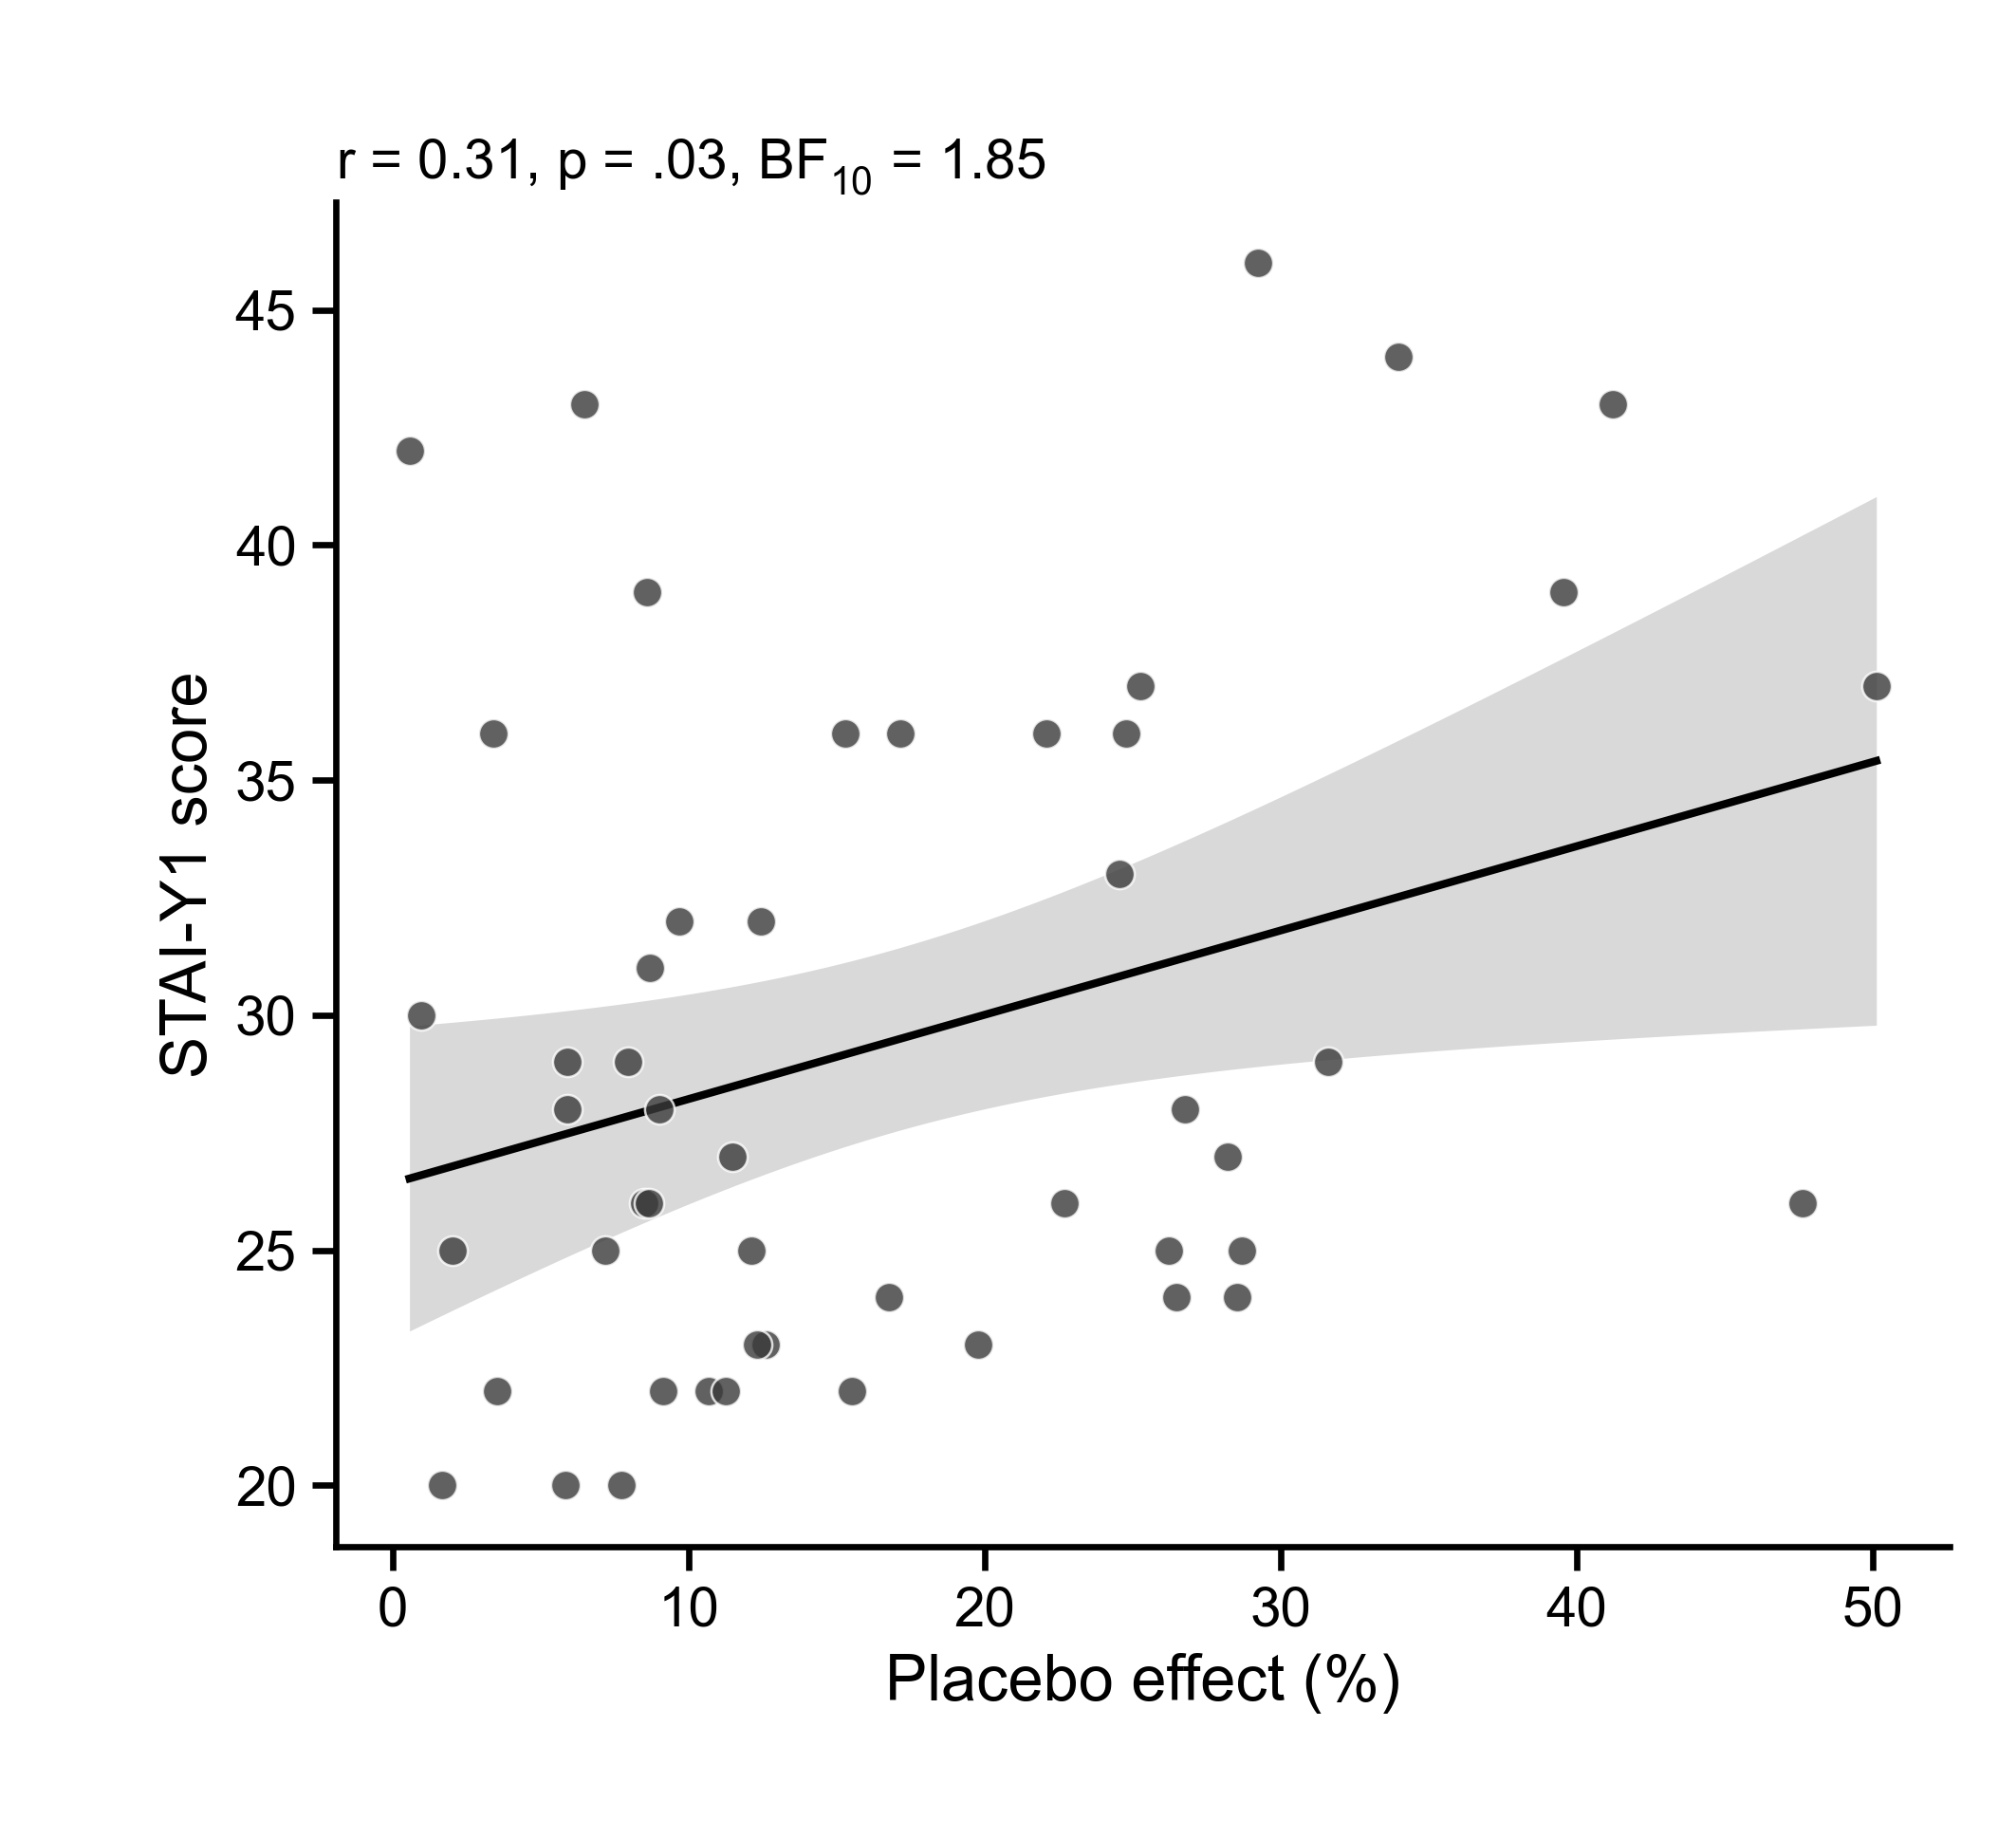 r = 0.31, p = .03, BF₁₀ = 1.85
45
40
35
30
25
20
STAI-Y1 score
0 10 20 30 40 50
Placebo effect (%)